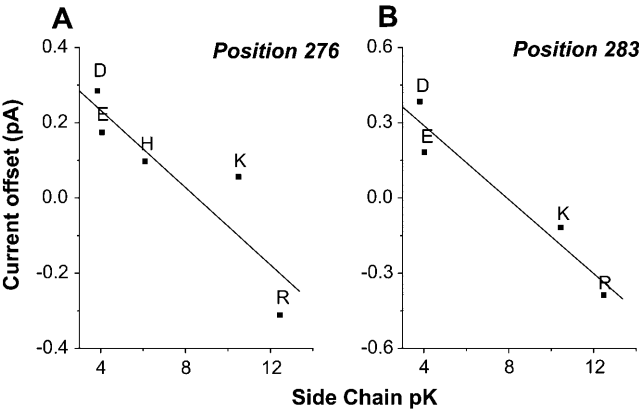 A
B
Position 276
Position 283
Current offset (pA)
0.4
0.2
0.0
-0.2
-0.4
D
E
H
K
R
4
8
12
0.6
0.3
0.0
-0.3
-0.6
D
E
K
R
4
8
12
Side Chain pK